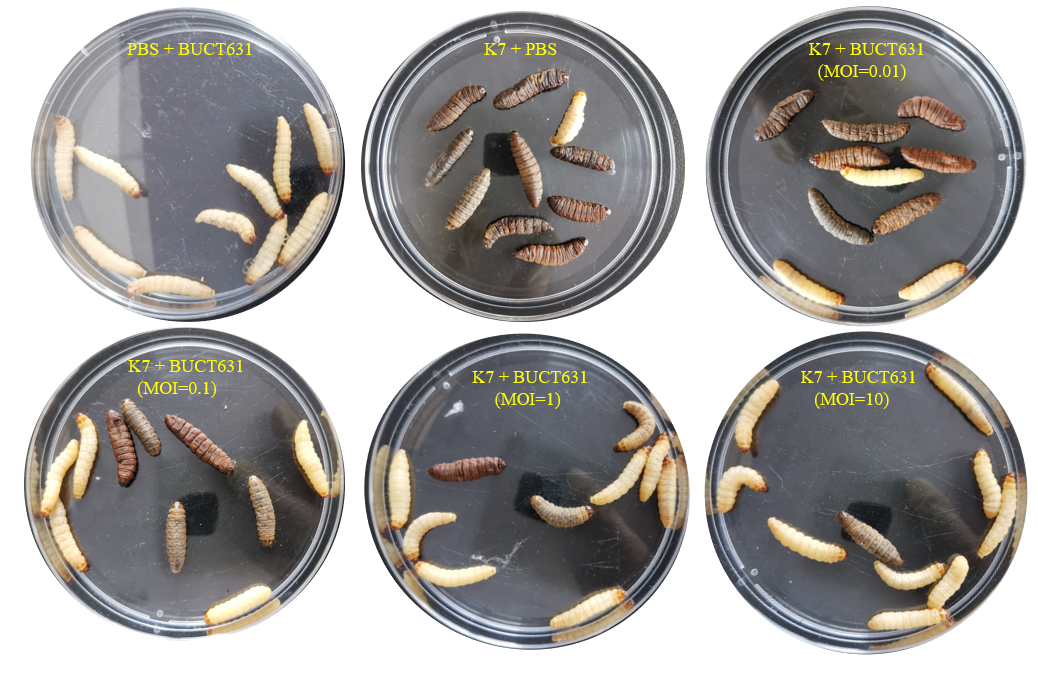 PBS + BUCT631
K7 + PBS
K7 + BUCT631
(MOI=0.01)
K7 + BUCT631
(MOI=0.1)
K7 + BUCT631
(MOI=1)
K7 + BUCT631
(MOI=10)